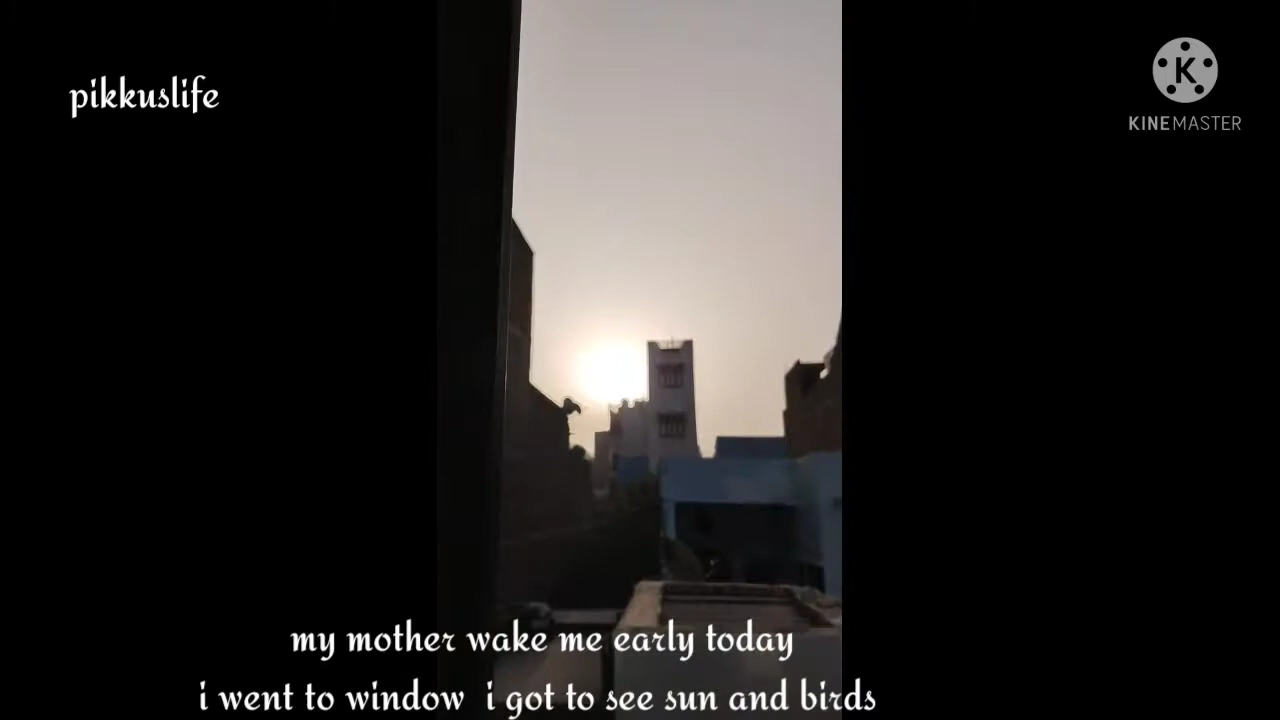 pikkuslife
KINEMASTER
my mother wake me early today
i went to window i got to see sun and birds